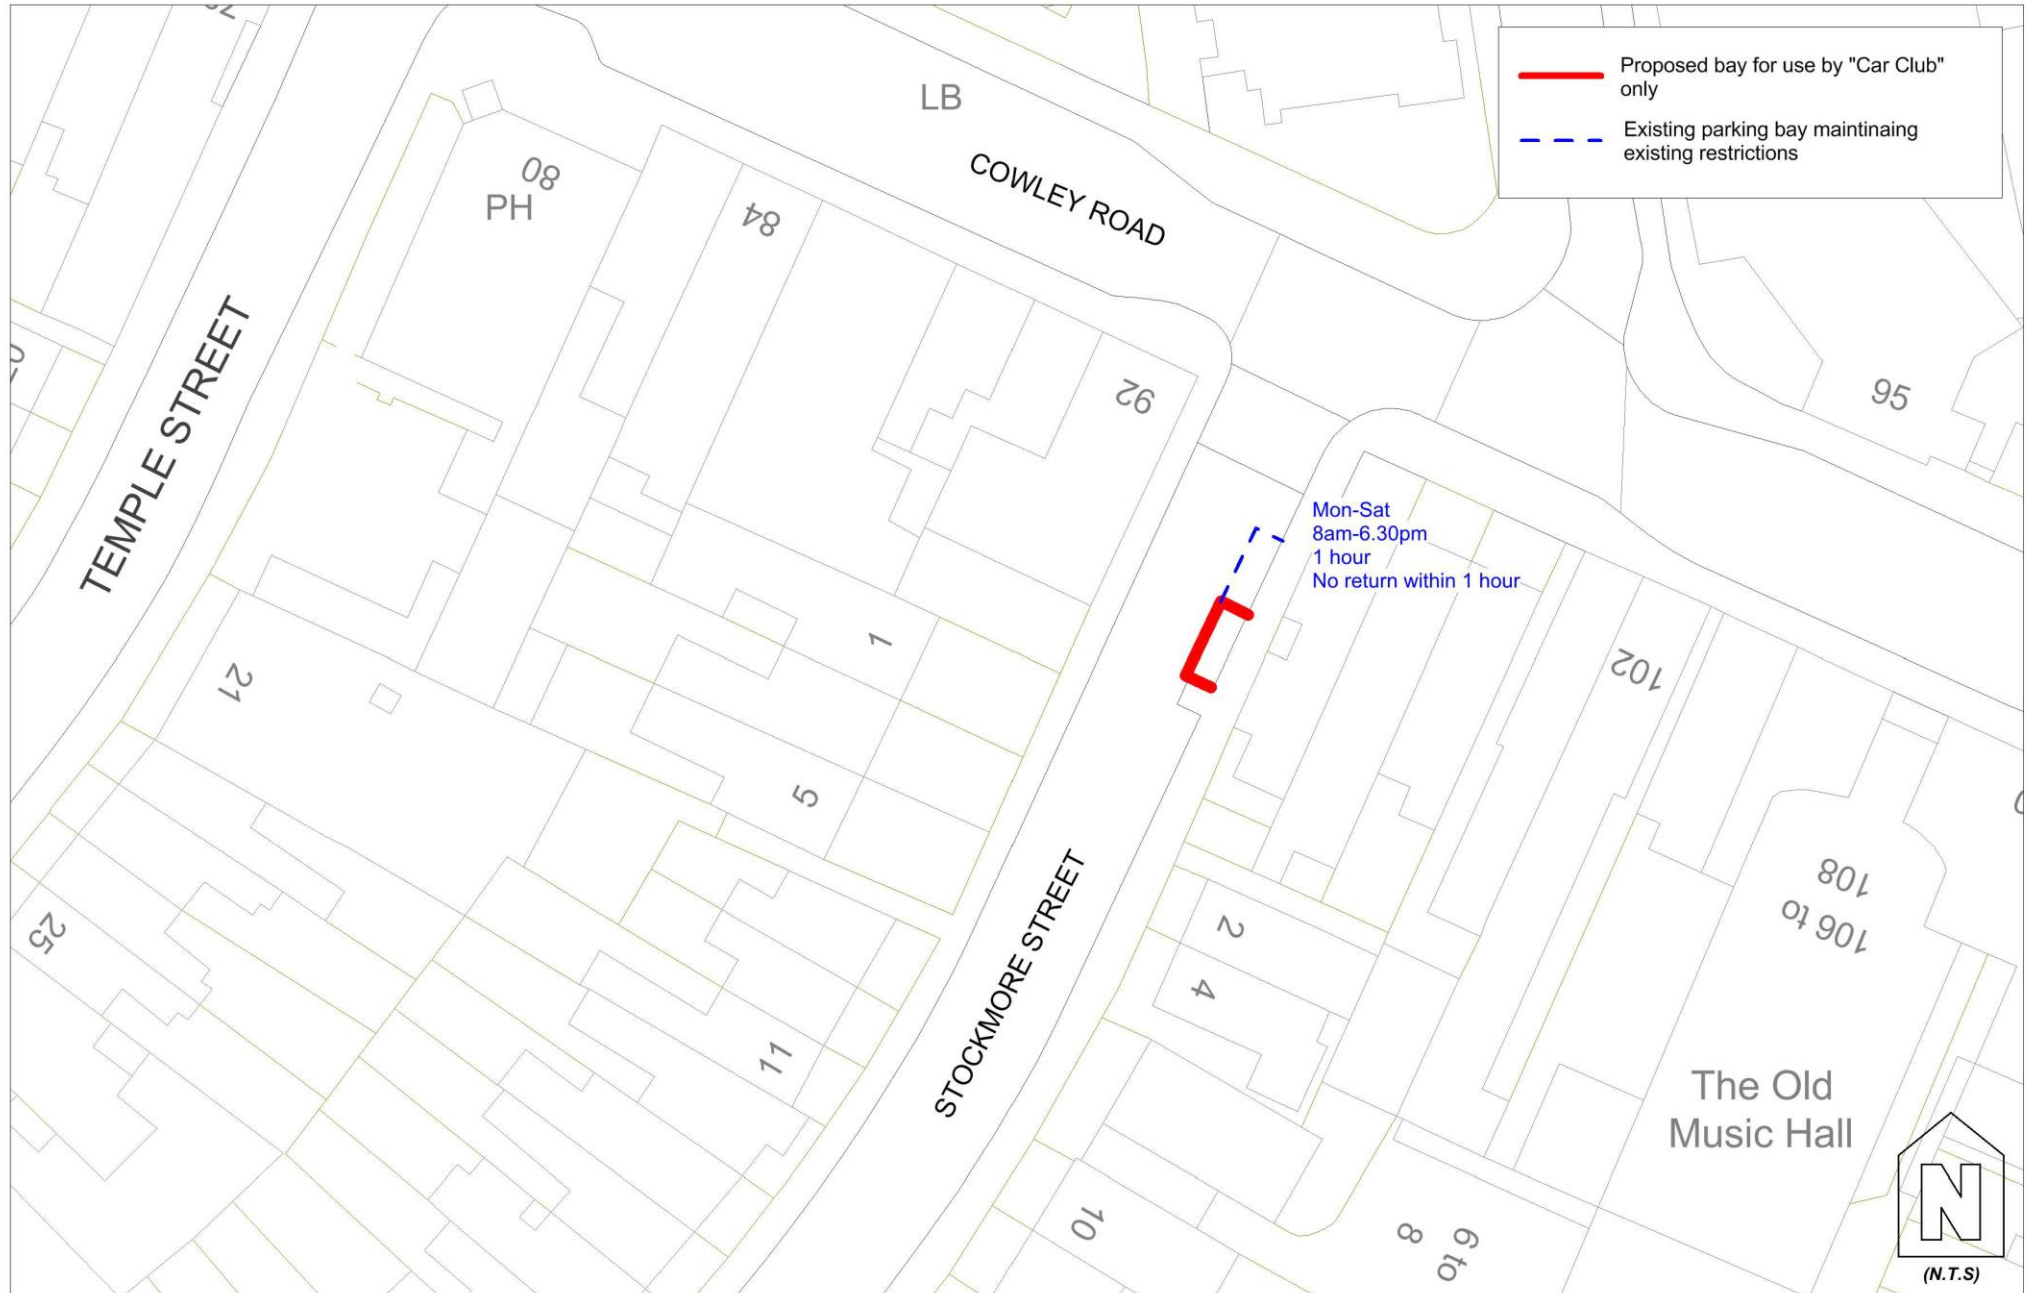 Proposed bay for use by "Car Club"
only
Existing parking bay maintinaing
existing restrictions
LB
COWLEY ROAD
80
PH
84
92
95
TEMPLE STREET
Mon-Sat
8am-6.30pm
1 hour
No return within 1 hour
1
102
21
5
108
106 to
2
25
4
STOCKMORE STREET
11
The Old
Music Hall
10
6 to
8
N
(N.T.S)